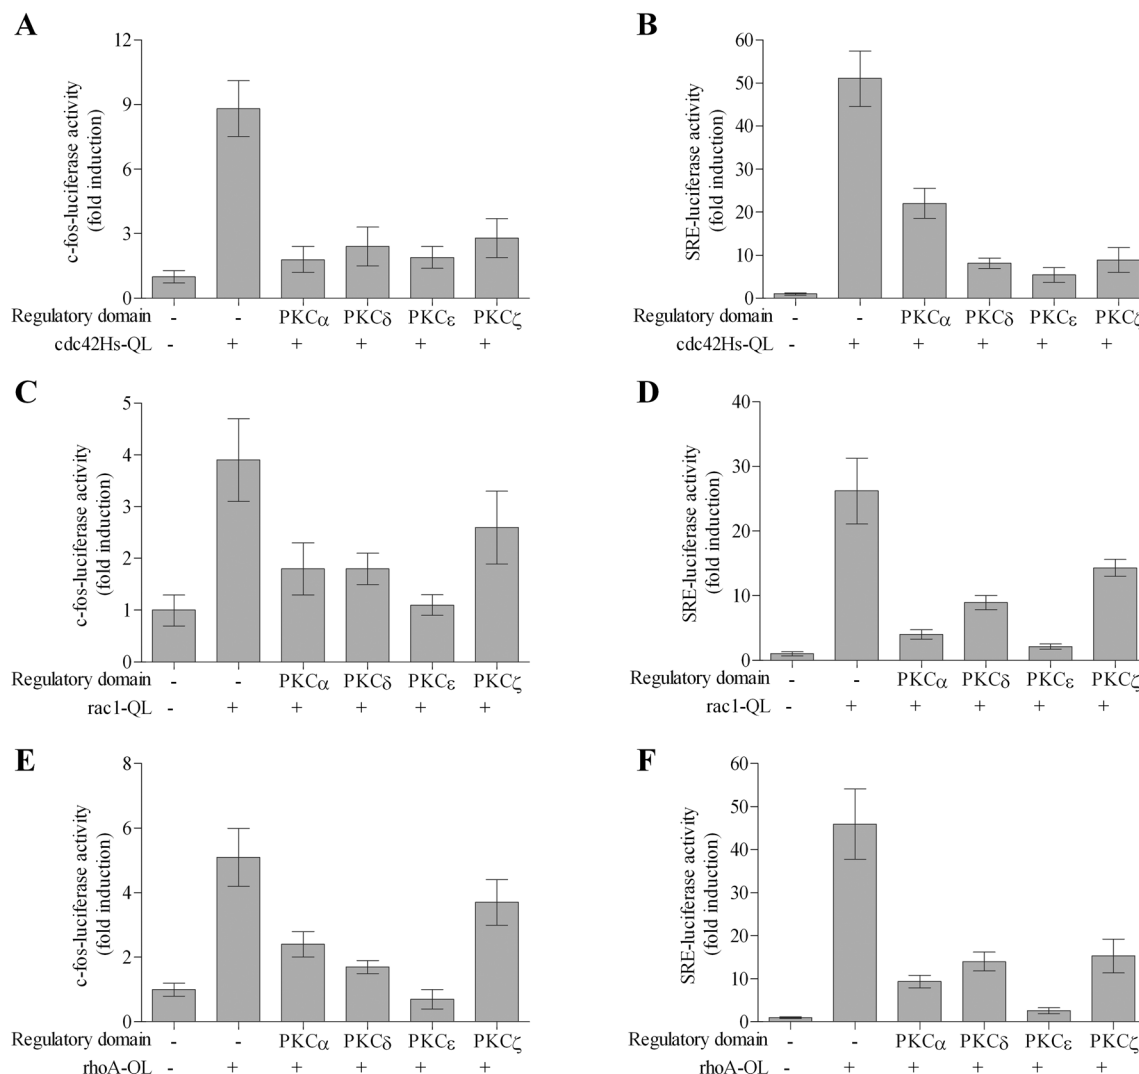 A
c-fos-luciferase activity
(fold induction)
12
9
6
3
0
Regulatory domain - - PKCα PKCδ PKCε PKCζ
cdc42Hs-QL - + + + + +
B
SRE-luciferase activity
(fold induction)
60
50
40
30
20
10
0
Regulatory domain - - PKCα PKCδ PKCε PKCζ
cdc42Hs-QL - + + + + +
C
c-fos-luciferase activity
(fold induction)
5
4
3
2
1
0
Regulatory domain - - PKCα PKCδ PKCε PKCζ
rac1-QL - + + + + +
D
SRE-luciferase activity
(fold induction)
40
30
20
10
0
Regulatory domain - - PKCα PKCδ PKCε PKCζ
rac1-QL - + + + + +
E
c-fos-luciferase activity
(fold induction)
8
6
4
2
0
Regulatory domain - - PKCα PKCδ PKCε PKCζ
rhoA-QL - + + + + +
F
SRE-luciferase activity
(fold induction)
60
50
40
30
20
10
0
Regulatory domain - - PKCα PKCδ PKCε PKCζ
rhoA-QL - + + + + +